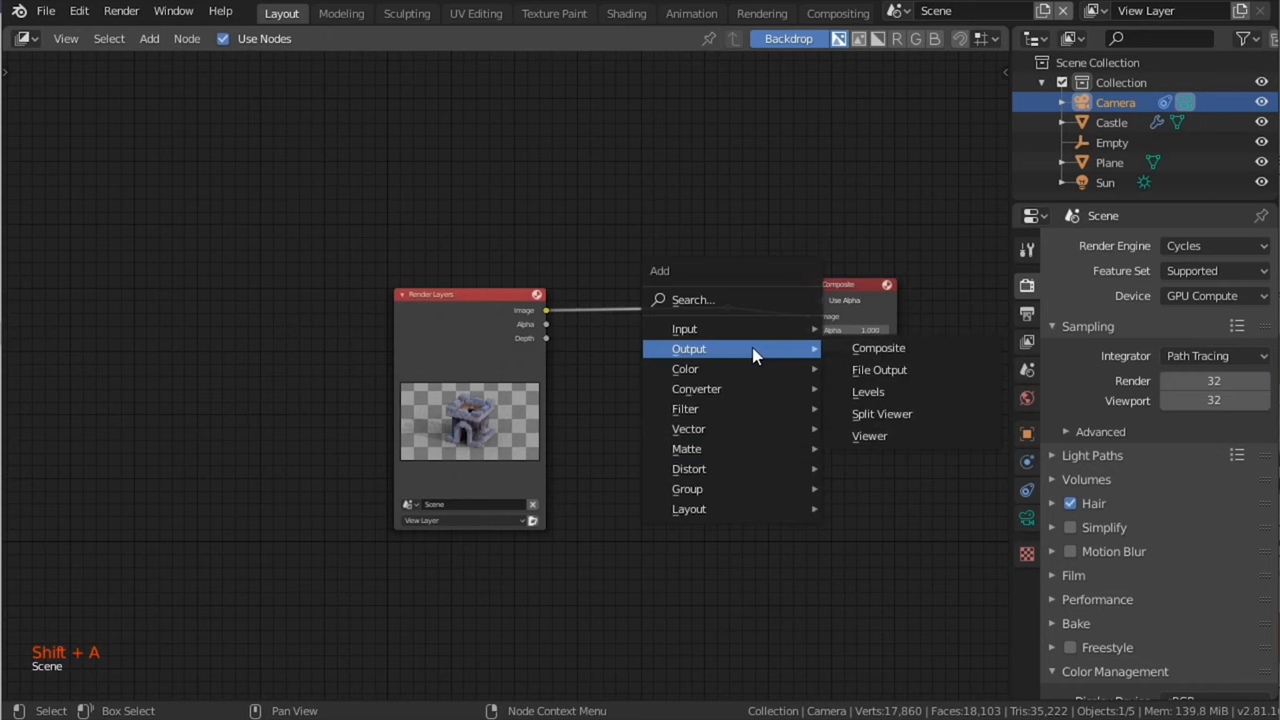 File Edit Render Window Help Layout Modeling Sculpting UV Editing Texture Paint Shading Animation Rendering Compositing Scene View Layer
View Select Add Node Use Nodes Backdrop R G B
Scene Collection
Collection
Camera
Castle
Empty
Plane
Sun
Scene
Render Engine Cycles
Feature Set Supported
Device GPU Compute
Sampling
Integrator Path Tracing
Render 32
Viewport 32
Advanced
Light Paths
Volumes
Hair
Simplify
Motion Blur
Film
Performance
Bake
Freestyle
Color Management
Render Layers
Image
Alpha
Depth
Scene
View Layer
Add
Search...
Input
Output
Color
Converter
Filter
Vector
Matte
Distort
Group
Layout
Composite
File Output
Levels
Split Viewer
Viewer
Composite
Use Alpha
Alpha 1.000
Shift + A
Scene
Select Box Select Pan View Node Context Menu Collection | Camera | Verts:17,860 | Faces:18,103 | Tris:35,222 | Objects:1/5 | Mem: 139.8 MiB